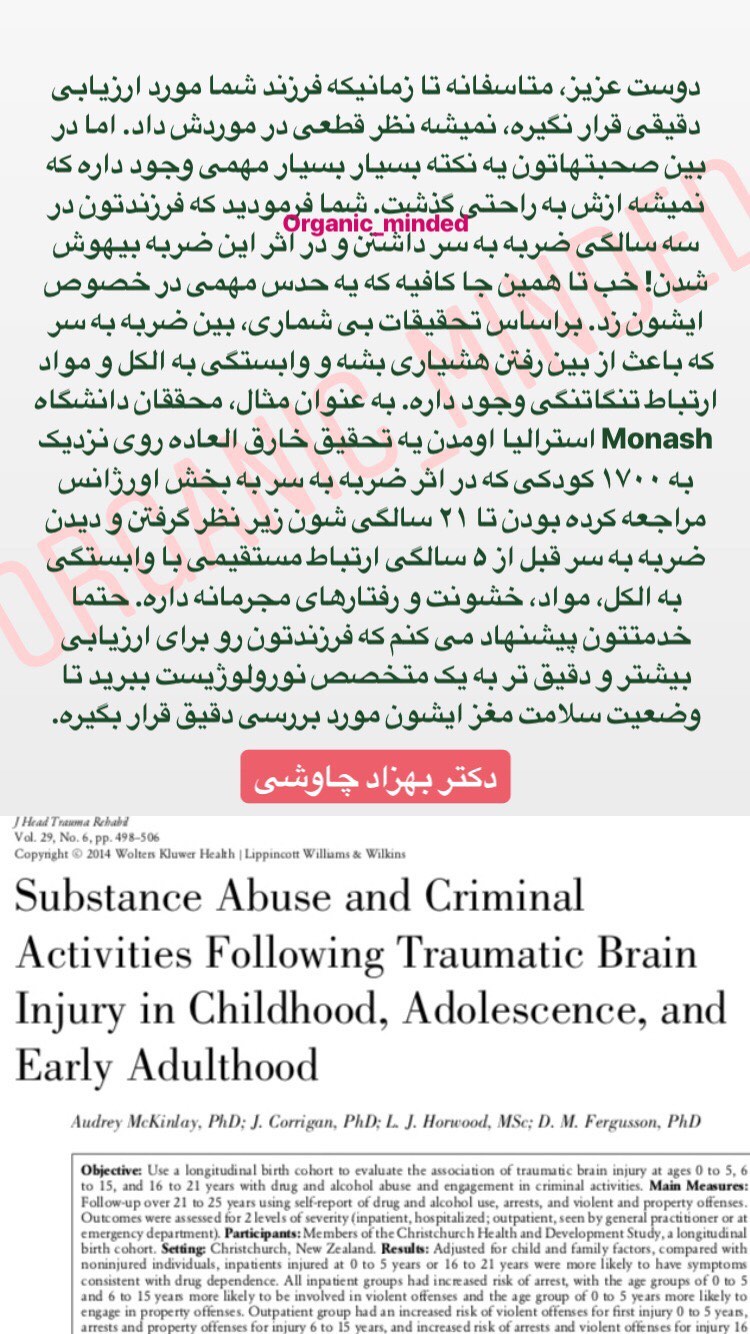 دوست عزیز، متاسفانه تا زمانیکه فرزند شما مورد ارزیابی
دقیقی قرار نگیره، نمیشه نظر قطعی در موردش داد. اما در
بین صحبتهاتون یه نکته بسیار بسیار مهمی وجود داره که
نمیشه ازش به راحتی گذشت. شما فرمودید که فرزندتون در
Organic_minded
سه سالگی ضربه به سر داشتن و در اثر این ضربه بیهوش
شدن! خب تا همین جا کافیه که یه حدس مهمی در خصوص
ایشون زد. براساس تحقیقات بی شماری، بین ضربه به سر
که باعث از بین رفتن هشیاری بشه و وابستگی به الکل و مواد
ارتباط تنگاتنگی وجود داره. به عنوان مثال، محققان دانشگاه
Monash استرالیا اومدن یه تحقیق خارق العاده روی نزدیک
به ۱۷۰۰ کودکی که در اثر ضربه به سر به بخش اورژانس
مراجعه کرده بودن تا ۲۱ سالگی شون زیر نظر گرفتن و دیدن
ضربه به سر قبل از ۵ سالگی ارتباط مستقیمی با وابستگی
به الکل، مواد، خشونت و رفتارهای مجرمانه داره. حتما
خدمتتون پیشنهاد می کنم که فرزندتون رو برای ارزیابی
بیشتر و دقیق تر به یک متخصص نورولوژیست ببرید تا
وضعیت سلامت مغز ایشون مورد بررسی دقیق قرار بگیره.
ORGANIC_MINDED
دکتر بهزاد چاوشی
J Head Trauma Rehabil
Vol. 29, No. 6, pp. 498–506
Copyright © 2014 Wolters Kluwer Health | Lippincott Williams & Wilkins
Substance Abuse and Criminal
Activities Following Traumatic Brain
Injury in Childhood, Adolescence, and
Early Adulthood
Audrey McKinlay, PhD; J. Corrigan, PhD; L. J. Horwood, MSc; D. M. Fergusson, PhD
Objective: Use a longitudinal birth cohort to evaluate the association of traumatic brain injury at ages 0 to 5, 6
to 15, and 16 to 21 years with drug and alcohol abuse and engagement in criminal activities. Main Measures:
Follow-up over 21 to 25 years using self-report of drug and alcohol use, arrests, and violent and property offenses.
Outcomes were assessed for 2 levels of severity (inpatient, hospitalized; outpatient, seen by general practitioner or at
emergency department). Participants: Members of the Christchurch Health and Development Study, a longitudinal
birth cohort. Setting: Christchurch, New Zealand. Results: Adjusted for child and family factors, compared with
noninjured individuals, inpatients injured at 0 to 5 years or 16 to 21 years were more likely to have symptoms
consistent with drug dependence. All inpatient groups had increased risk of arrest, with the age groups of 0 to 5
and 6 to 15 years more likely to be involved in violent offenses and the age group of 0 to 5 years more likely to
engage in property offenses. Outpatient group had an increased risk of violent offenses for first injury 0 to 5 years,
arrests and property offenses for injury 6 to 15 years, and increased risk of arrests and violent offenses for injury 16